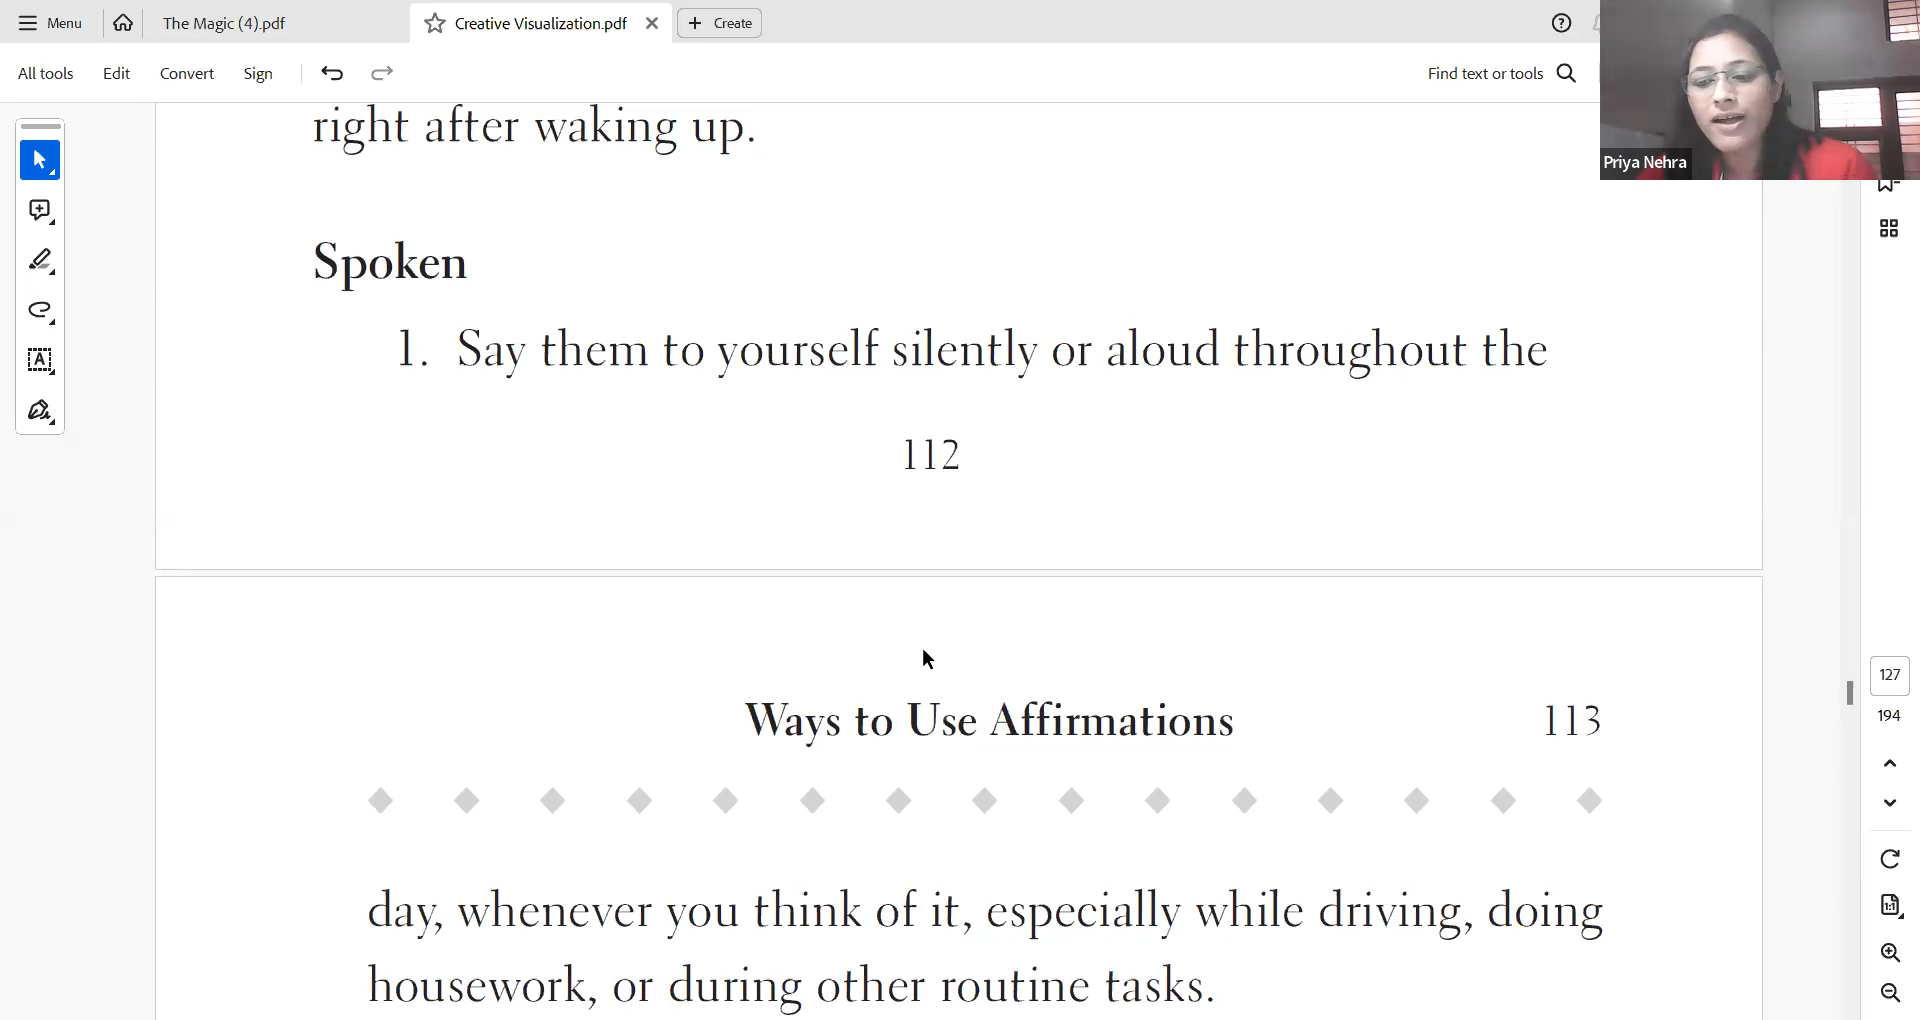 Menu
The Magic (4).pdf
Creative Visualization.pdf
Create
All tools
Edit
Convert
Sign
Find text or tools
Priya Nehra
right after waking up.
Spoken
1. Say them to yourself silently or aloud throughout the
112
Ways to Use Affirmations 113
day, whenever you think of it, especially while driving, doing
housework, or during other routine tasks.
127
194